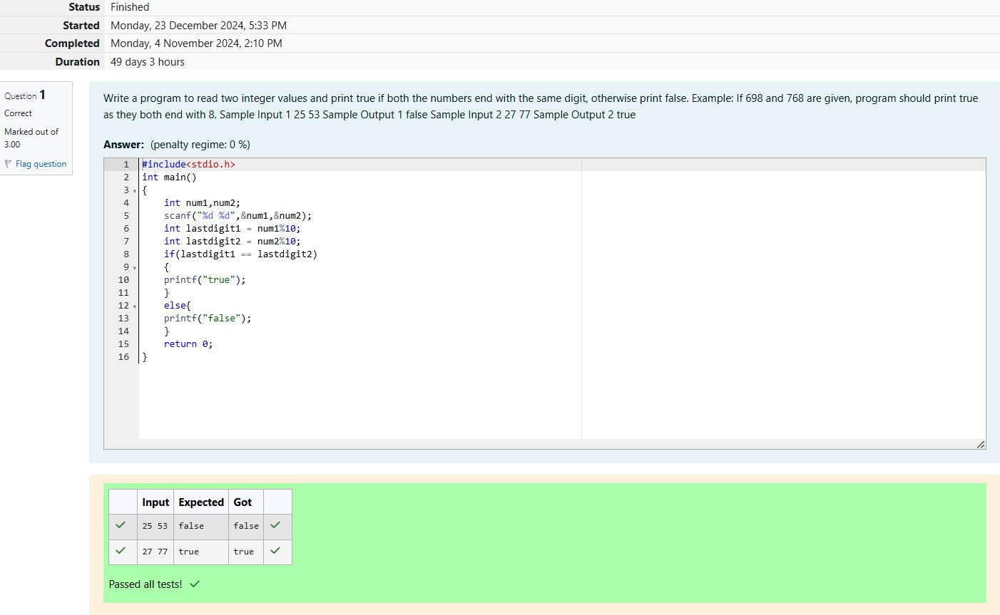 Status Finished
Started Monday, 23 December 2024, 5:33 PM
Completed Monday, 4 November 2024, 2:10 PM
Duration 49 days 3 hours
Question 1
Correct
Marked out of
3.00
Flag question
Write a program to read two integer values and print true if both the numbers end with the same digit, otherwise print false. Example: If 698 and 768 are given, program should print true
as they both end with 8. Sample Input 1 25 53 Sample Output 1 false Sample Input 2 27 77 Sample Output 2 true
Answer: (penalty regime: 0 %)
1 #include<stdio.h>
2 int main()
3 {
4 int num1,num2;
5 scanf("%d %d",&num1,&num2);
6 int lastdigit1 = num1%10;
7 int lastdigit2 = num2%10;
8 if(lastdigit1 == lastdigit2)
9 {
10 printf("true");
11 }
12 else{
13 printf("false");
14 }
15 return 0;
16 }
Input Expected Got
25 53 false false
27 77 true true
Passed all tests!